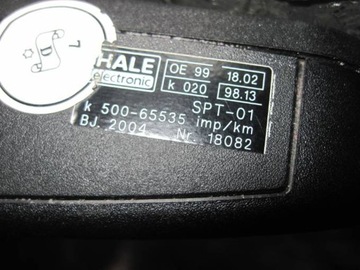 7
D
HALE
electronic
OE 99 18.02
k 020 98.13
SPT-01
k 500-65535 imp/km
BJ. 2004 Nr. 18082